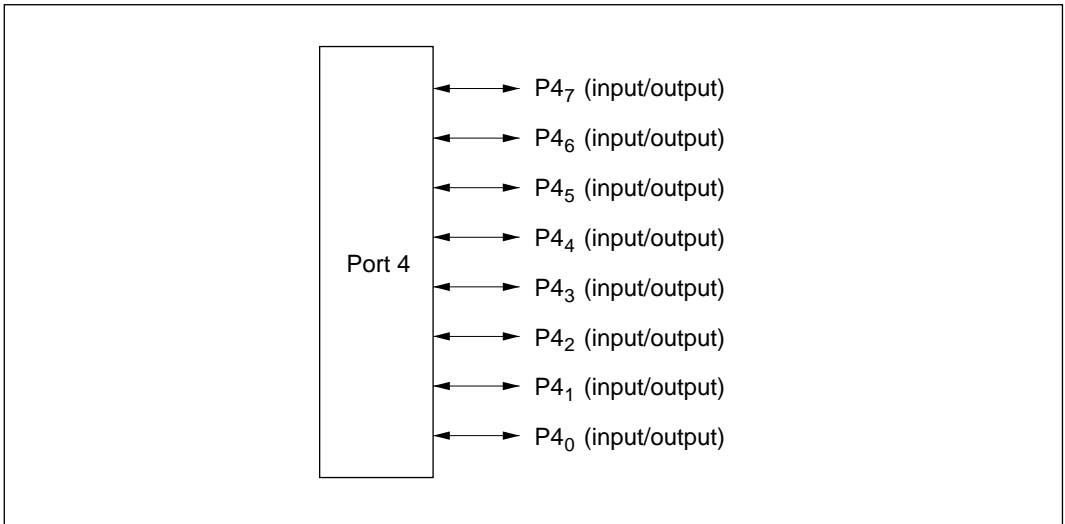 P4₇ (input/output)
P4₆ (input/output)
P4₅ (input/output)
P4₄ (input/output)
Port 4
P4₃ (input/output)
P4₂ (input/output)
P4₁ (input/output)
P4₀ (input/output)